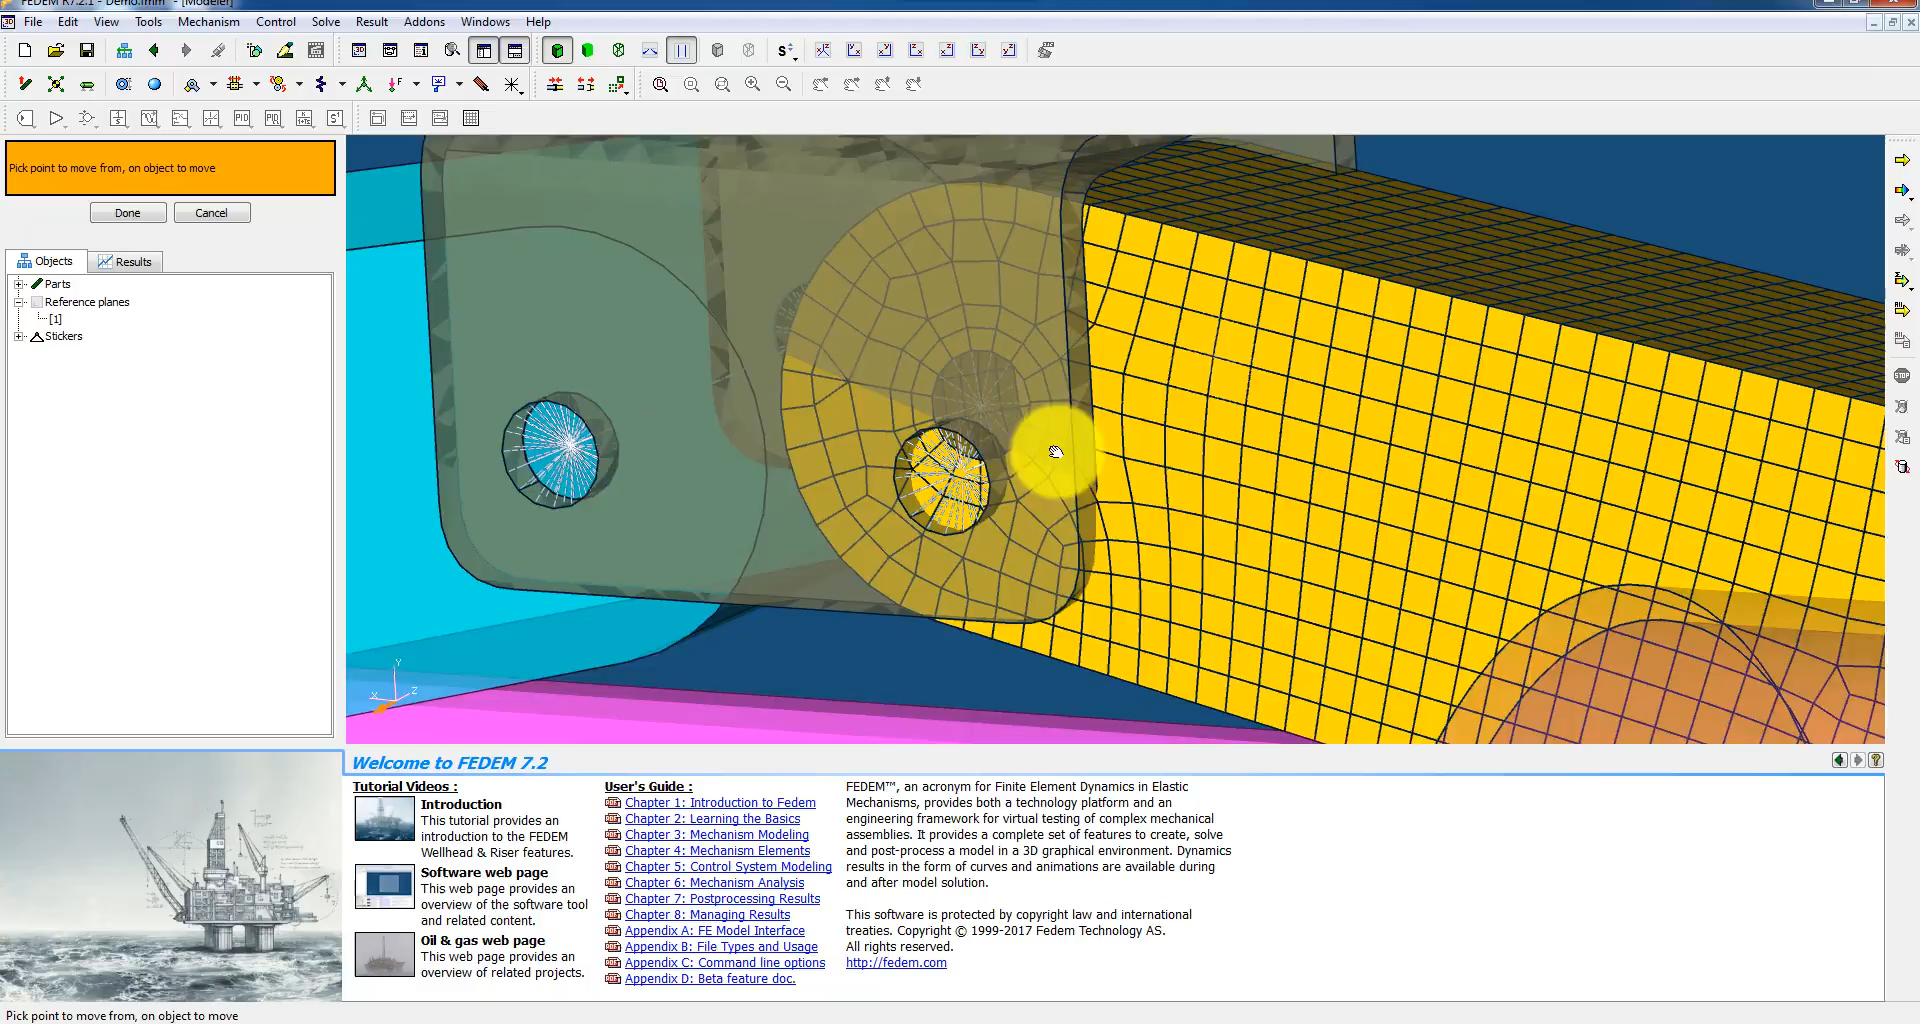 FEDEM R7.2.1 - Demo.fmm - [Modeler]
File Edit View Tools Mechanism Control Solve Result Addons Windows Help
Pick point to move from, on object to move
Done Cancel
Objects Results
Parts
Reference planes
[1]
Stickers
Y
X Z
Welcome to FEDEM 7.2
Tutorial Videos :
Introduction
This tutorial provides an
introduction to the FEDEM
Wellhead & Riser features.
Software web page
This web page provides an
overview of the software tool
and related content.
Oil & gas web page
This web page provides an
overview of related projects.
User's Guide :
Chapter 1: Introduction to Fedem
Chapter 2: Learning the Basics
Chapter 3: Mechanism Modeling
Chapter 4: Mechanism Elements
Chapter 5: Control System Modeling
Chapter 6: Mechanism Analysis
Chapter 7: Postprocessing Results
Chapter 8: Managing Results
Appendix A: FE Model Interface
Appendix B: File Types and Usage
Appendix C: Command line options
Appendix D: Beta feature doc.
FEDEM™, an acronym for Finite Element Dynamics in Elastic
Mechanisms, provides both a technology platform and an
engineering framework for virtual testing of complex mechanical
assemblies. It provides a complete set of features to create, solve
and post-process a model in a 3D graphical environment. Dynamics
results in the form of curves and animations are available during
and after model solution.
This software is protected by copyright law and international
treaties. Copyright © 1999-2017 Fedem Technology AS.
All rights reserved.
http://fedem.com
Pick point to move from, on object to move